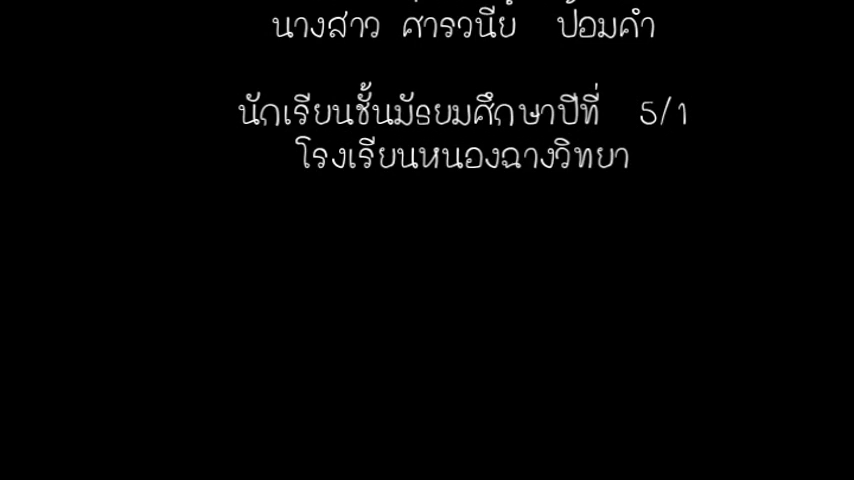 นางสาว ศารวนีย์ ป้อมคำ
นักเรียนชั้นมัธยมศึกษาปีที่ 5/1
โรงเรียนหนองฉางวิทยา